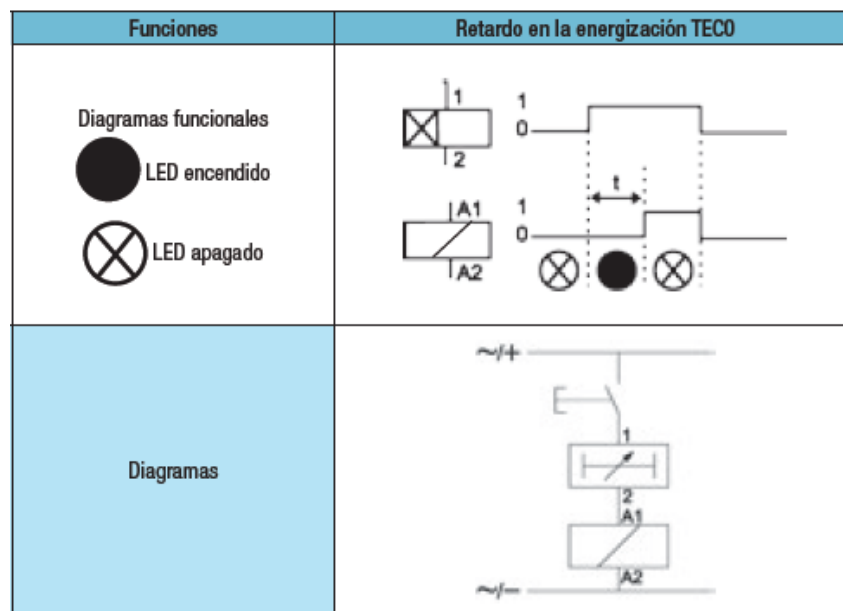 Funciones
Retardo en la energización TECO
Diagramas funcionales
LED encendido
LED apagado
1
2
1
0
t
A1
A2
1
0
Diagramas
~/+
1
2
A1
A2
~/−